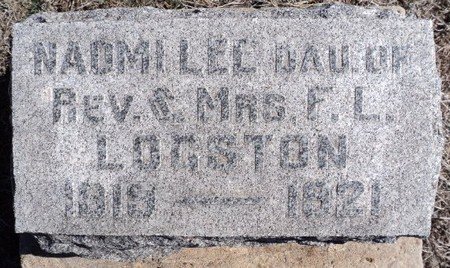 NAOMI LEE DAU. OF
REV. & MRS. F. L.
LOGSTON
1919 — 1921